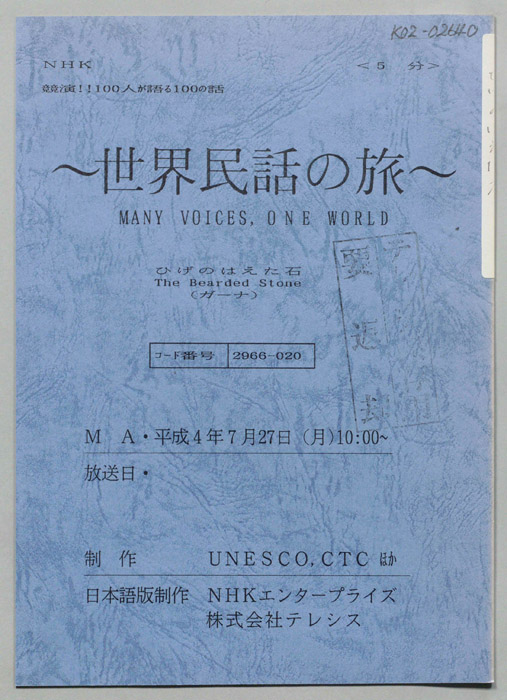 K02-02640
NHK <5 分>
競演!!100人が語る100の話
～世界民話の旅～
MANY VOICES, ONE WORLD
ひげのはえた石
The Bearded Stone
(ガーナ)
コード番号 2966-020
要返
M A・平成4年7月27日 (月)10:00~
放送日・
制 作 UNESCO, CTC ほか
日本語版制作 NHKエンタープライズ
株式会社テレシス